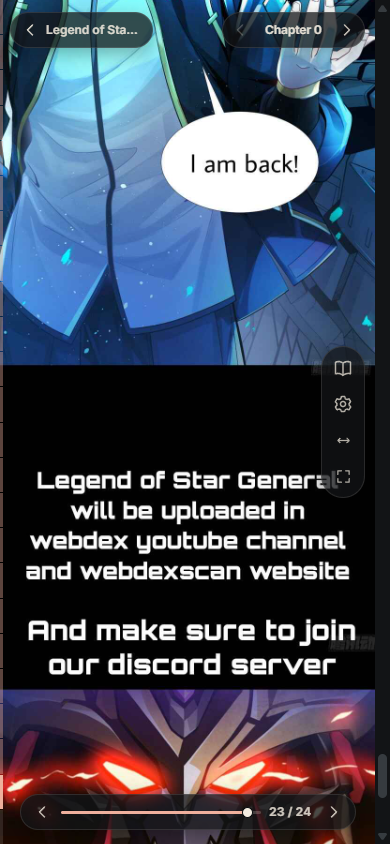 Legend of Sta...
Chapter 0
I am back!
Legend of Star General
will be uploaded in
webdex youtube channel
and webdexscan website
And make sure to join
our discord server
23 / 24